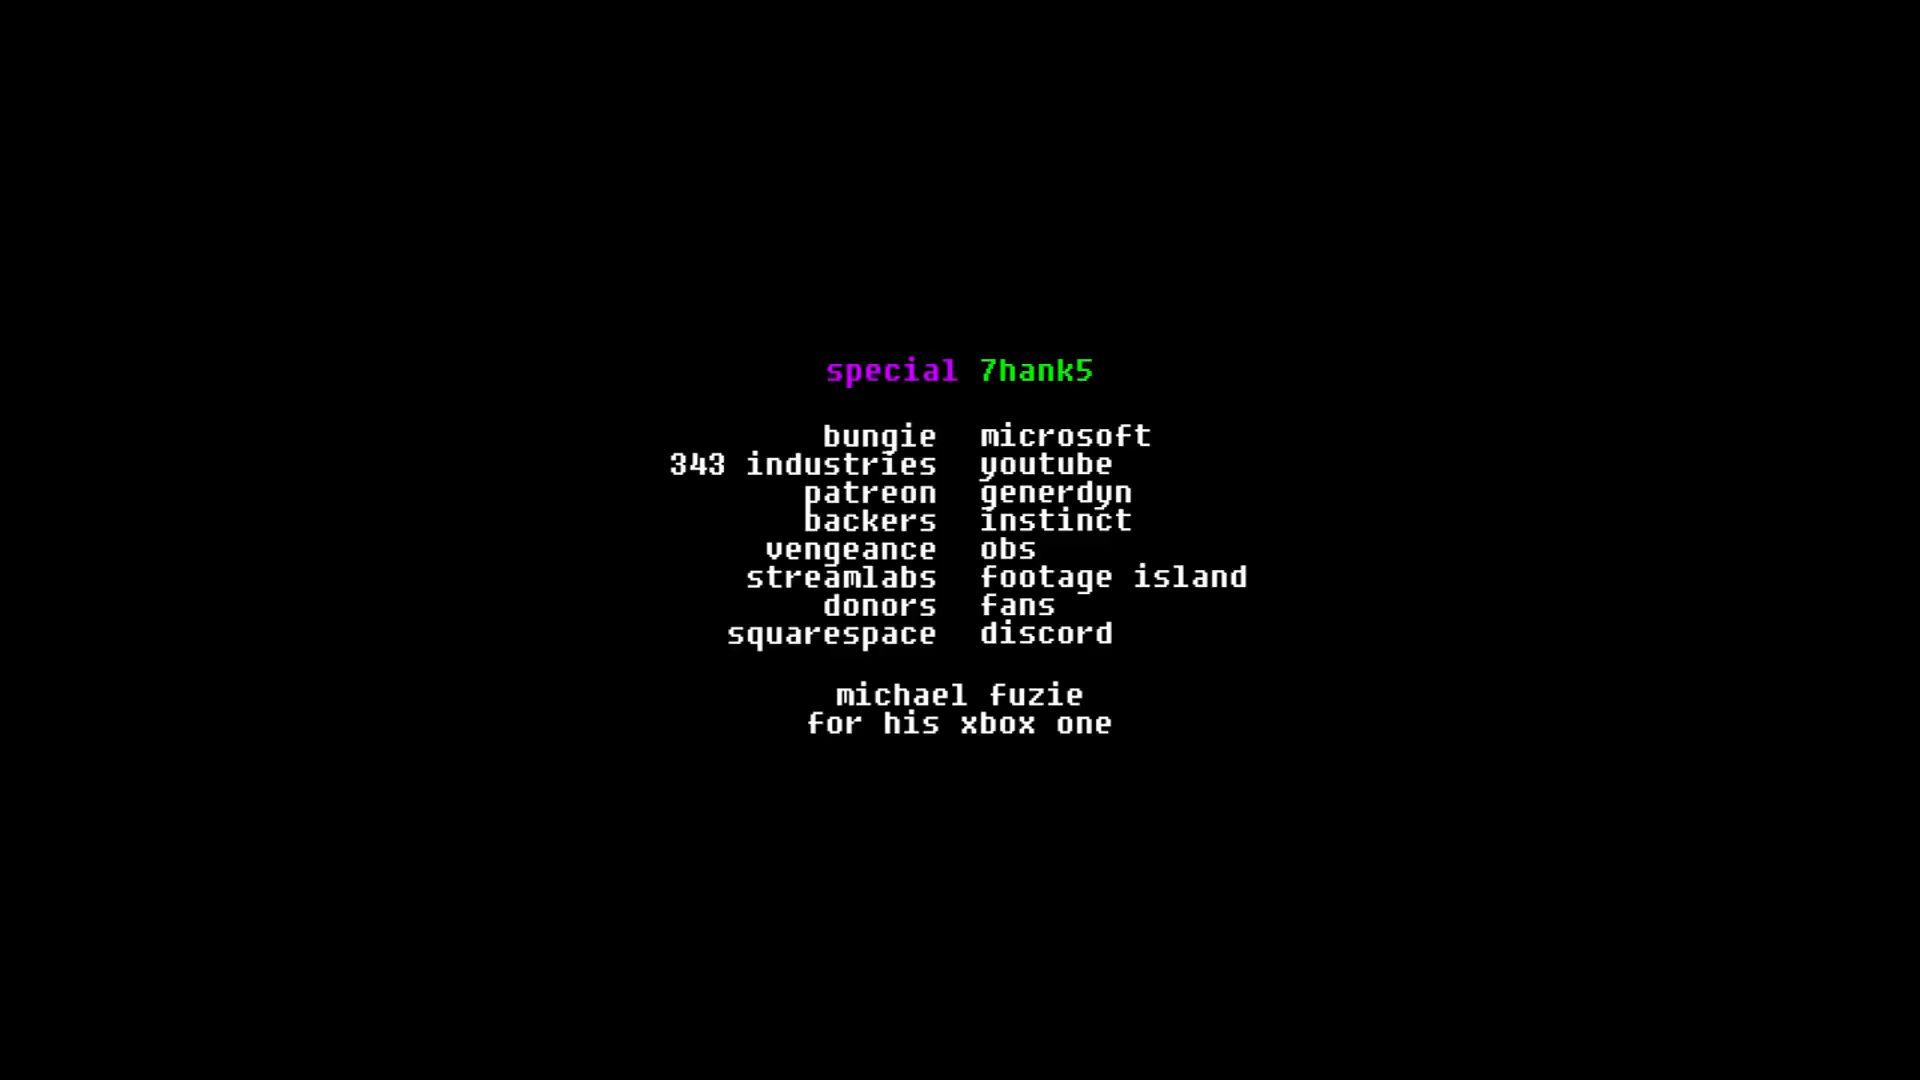 special 7hank5
bungie microsoft
343 industries youtube
patreon generdyn
backers instinct
vengeance obs
streamlabs footage island
donors fans
squarespace discord
michael fuzie
for his xbox one